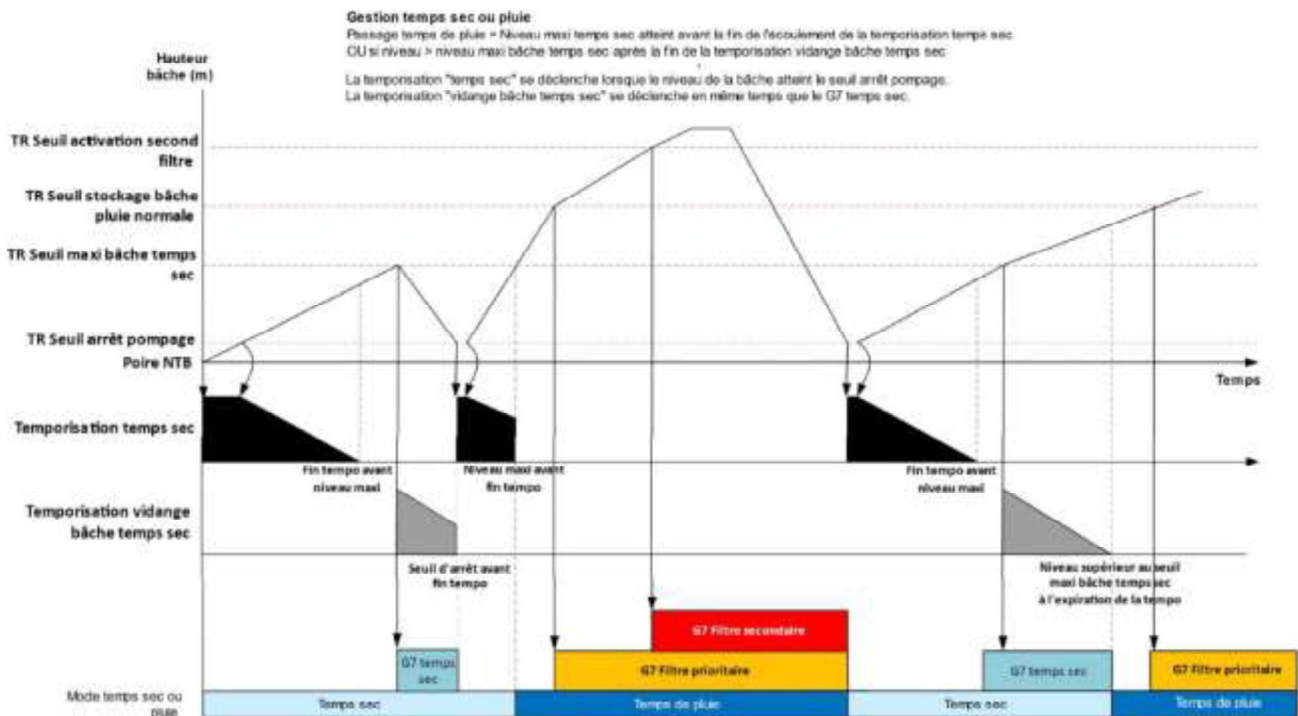 Gestion temps sec ou pluie
Passage temps de pluie = Niveau maxi temps sec atteint avant la fin de l'écoulement de la temporisation temps sec
OU si niveau > niveau maxi bâche temps sec après la fin de la temporisation vidange bâche temps sec
La temporisation "temps sec" se déclenche lorsque le niveau de la bâche atteint le seuil arrêt pompage.
La temporisation "vidange bâche temps sec" se déclenche en même temps que le G7 temps sec.
Hauteur
bâche (m)
TR Seuil activation second
filtre
TR Seuil stockage bâche
pluie normale
TR Seuil maxi bâche temps
sec
TR Seuil arrêt pompage
Poire NTB
Temps
Temporisation temps sec
Fin tempo avant
niveau maxi
Niveau maxi avant
fin tempo
Fin tempo avant
niveau maxi
Temporisation vidange
bâche temps sec
Seuil d'arrêt avant
fin tempo
Niveau supérieur au seuil
maxi bâche temps sec
à l'expiration de la tempo
G7 Filtre secondaire
G7 temps
sec
G7 Filtre prioritaire
G7 temps sec
G7 Filtre prioritaire
Mode temps sec ou
pluie
Temps sec
Temps de pluie
Temps sec
Temps de pluie